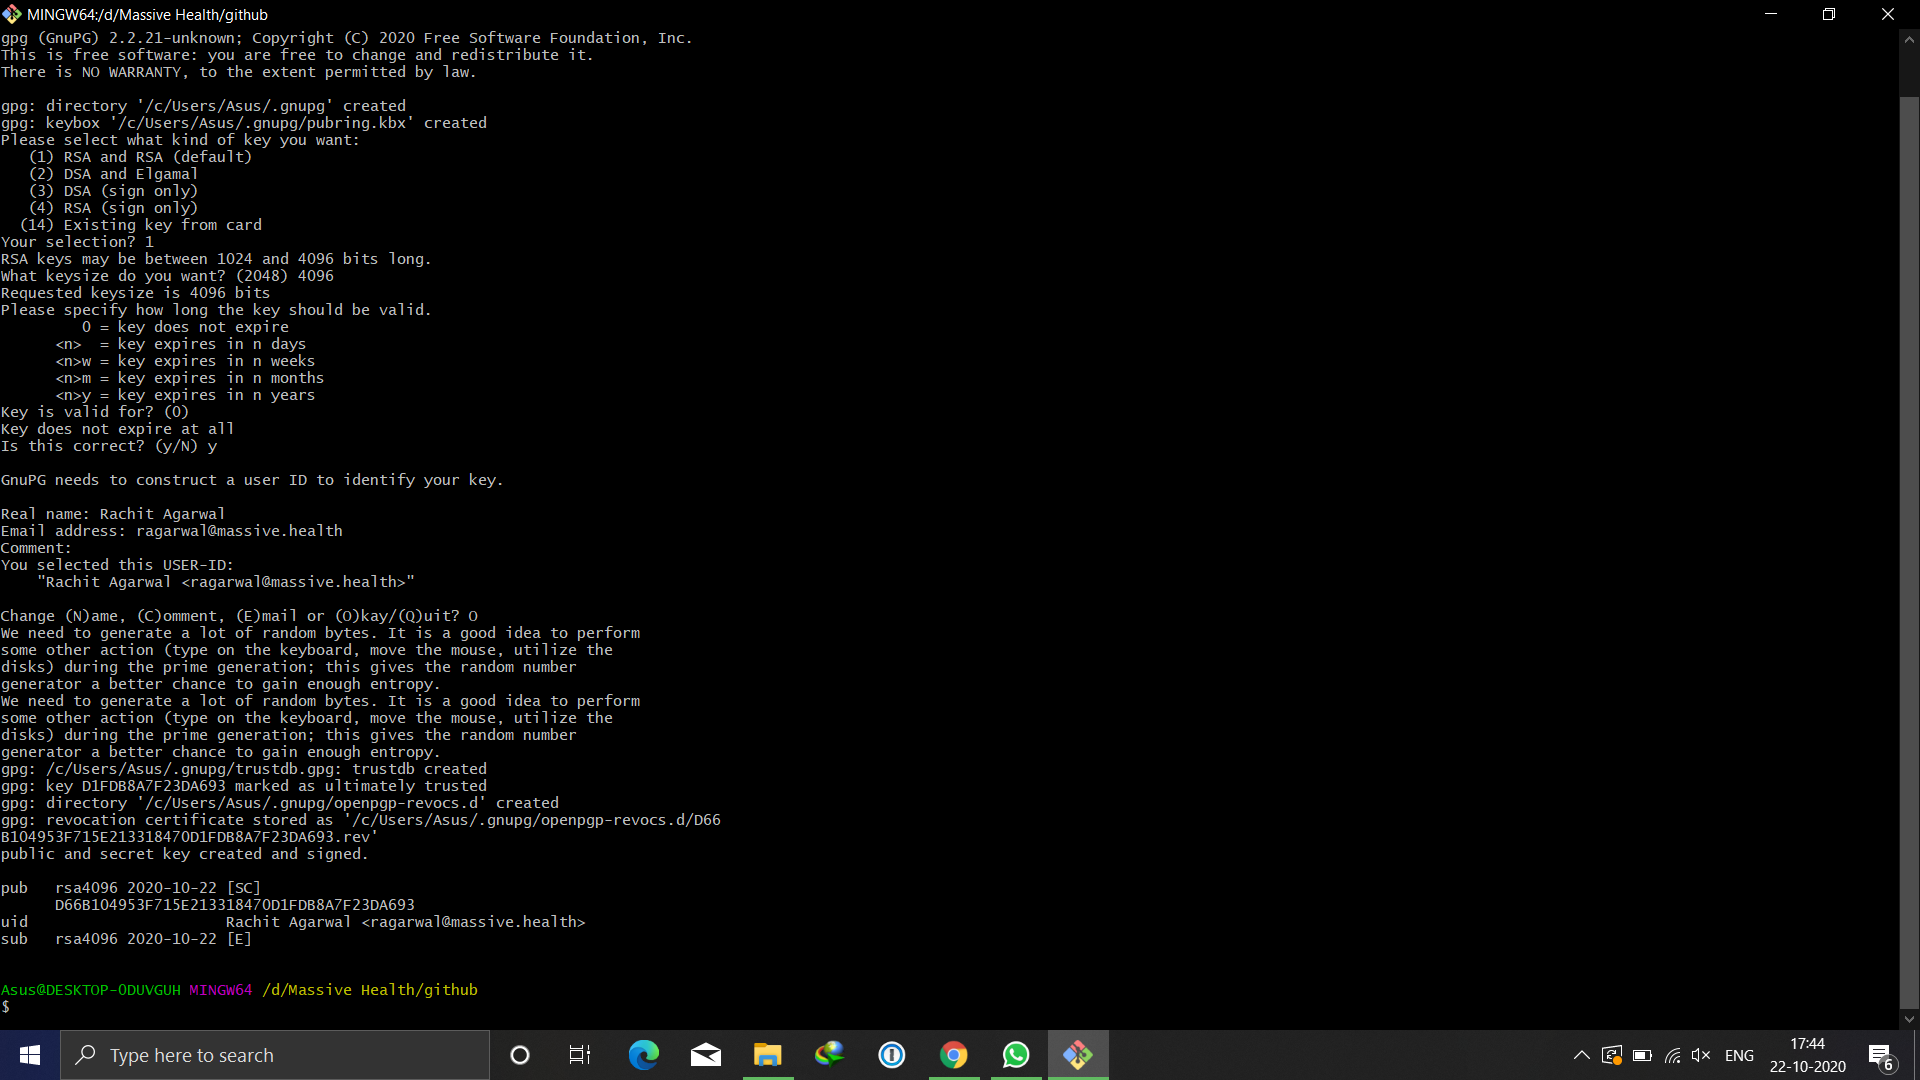 MINGW64:/d/Massive Health/github
gpg (GnuPG) 2.2.21-unknown; Copyright (C) 2020 Free Software Foundation, Inc.
This is free software: you are free to change and redistribute it.
There is NO WARRANTY, to the extent permitted by law.
gpg: directory '/c/Users/Asus/.gnupg' created
gpg: keybox '/c/Users/Asus/.gnupg/pubring.kbx' created
Please select what kind of key you want:
(1) RSA and RSA (default)
(2) DSA and Elgamal
(3) DSA (sign only)
(4) RSA (sign only)
(14) Existing key from card
Your selection? 1
RSA keys may be between 1024 and 4096 bits long.
What keysize do you want? (2048) 4096
Requested keysize is 4096 bits
Please specify how long the key should be valid.
0 = key does not expire
<n>  = key expires in n days
<n>w = key expires in n weeks
<n>m = key expires in n months
<n>y = key expires in n years
Key is valid for? (0)
Key does not expire at all
Is this correct? (y/N) y
GnuPG needs to construct a user ID to identify your key.
Real name: Rachit Agarwal
Email address: ragarwal@massive.health
Comment:
You selected this USER-ID:
"Rachit Agarwal <ragarwal@massive.health>"
Change (N)ame, (C)omment, (E)mail or (O)kay/(Q)uit? O
We need to generate a lot of random bytes. It is a good idea to perform
some other action (type on the keyboard, move the mouse, utilize the
disks) during the prime generation; this gives the random number
generator a better chance to gain enough entropy.
We need to generate a lot of random bytes. It is a good idea to perform
some other action (type on the keyboard, move the mouse, utilize the
disks) during the prime generation; this gives the random number
generator a better chance to gain enough entropy.
gpg: /c/Users/Asus/.gnupg/trustdb.gpg: trustdb created
gpg: key D1FDB8A7F23DA693 marked as ultimately trusted
gpg: directory '/c/Users/Asus/.gnupg/openpgp-revocs.d' created
gpg: revocation certificate stored as '/c/Users/Asus/.gnupg/openpgp-revocs.d/D66
B104953F715E213318470D1FDB8A7F23DA693.rev'
public and secret key created and signed.
pub   rsa4096 2020-10-22 [SC]
D66B104953F715E213318470D1FDB8A7F23DA693
uid                      Rachit Agarwal <ragarwal@massive.health>
sub   rsa4096 2020-10-22 [E]
Asus@DESKTOP-0DUVGUH MINGW64 /d/Massive Health/github
$
Type here to search
ENG
17:44
22-10-2020
6